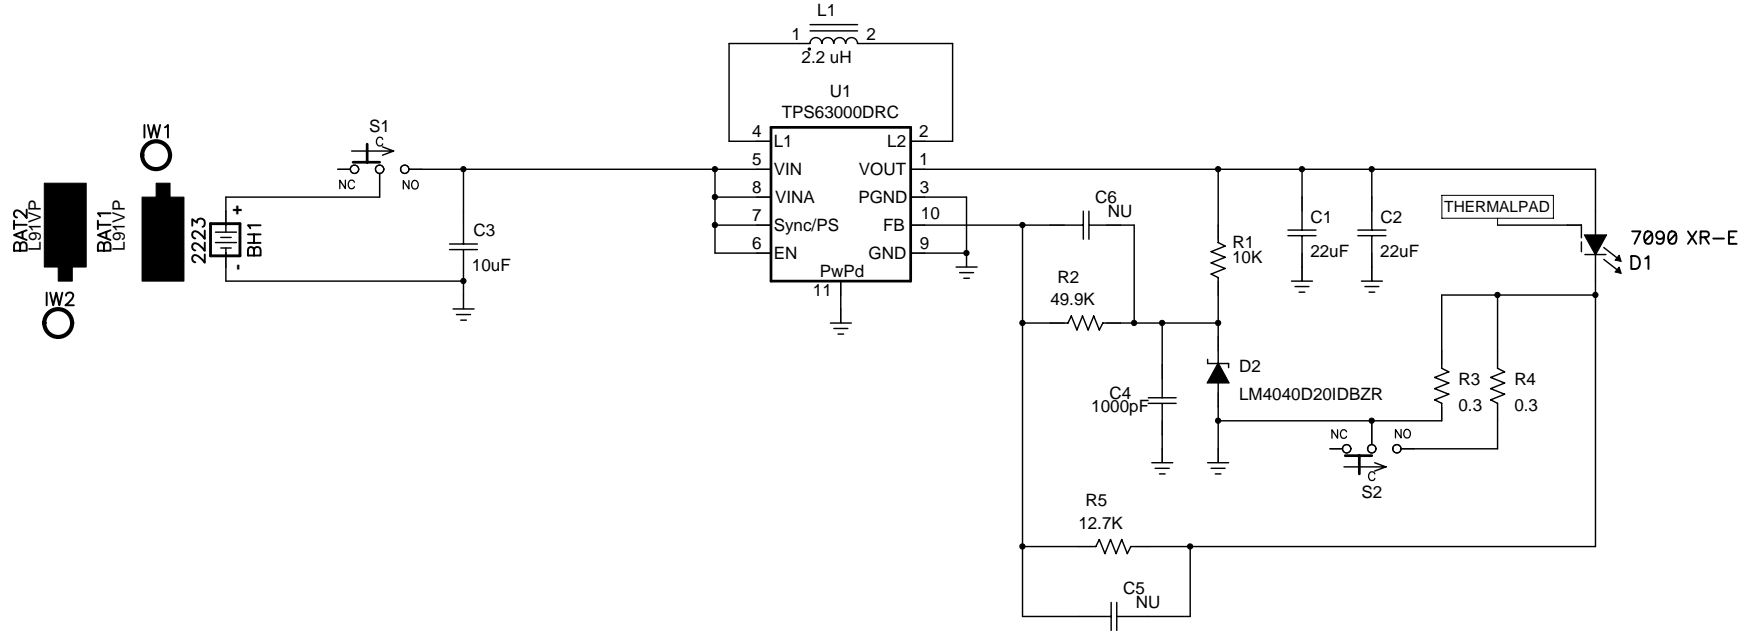 L1
1 2
2.2 uH
U1
TPS63000DRC
4 L1
5 VIN
8 VINA
7 Sync/PS
6 EN
L2 2
VOUT 1
PGND 3
FB 10
GND 9
PwPd
11
IW1
BAT2
L91VP
BAT1
L91VP
IW2
2223
BH1
+
-
S1
C
NC
NO
C3
10uF
C6
NU
R2
49.9K
R1
10K
C1
22uF
C2
22uF
THERMALPAD
7090 XR-E
D1
C4
1000pF
D2
LM4040D20IDBZR
R3
0.3
R4
0.3
NC
NO
C
S2
R5
12.7K
C5
NU